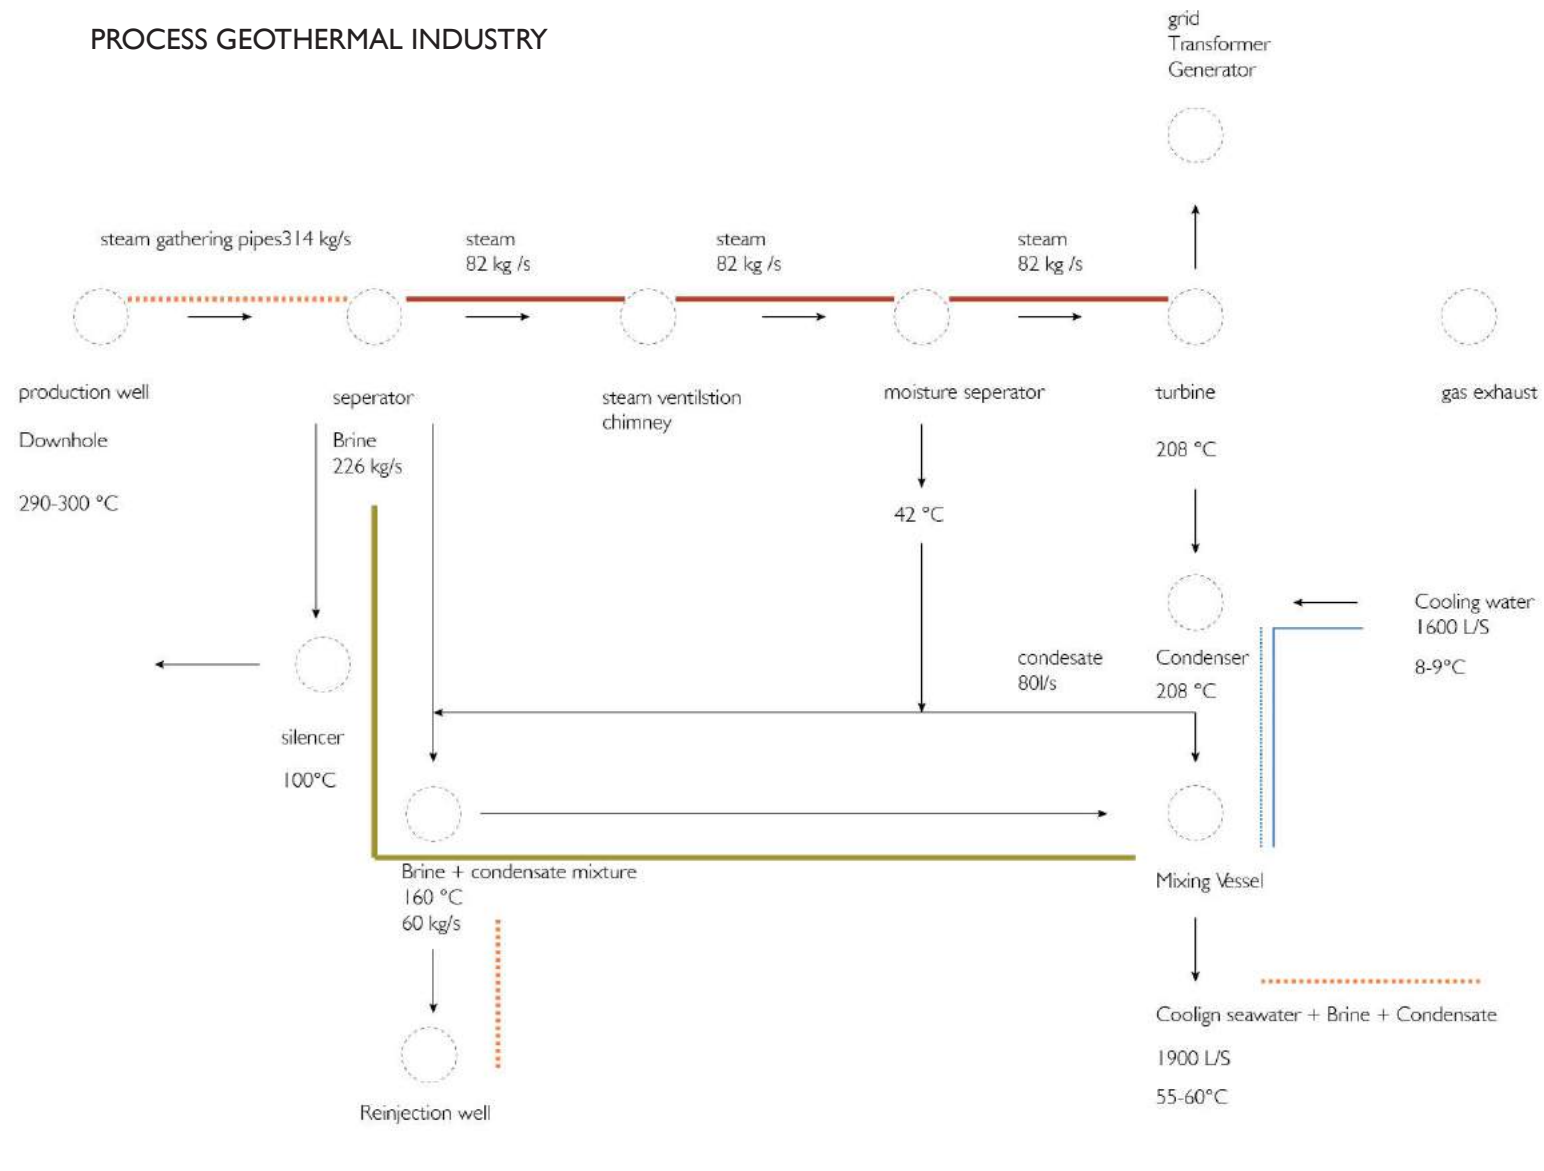 PROCESS GEOTHERMAL INDUSTRY
grid
Transformer
Generator
steam gathering pipes314 kg/s
steam
82 kg /s
steam
82 kg /s
steam
82 kg /s
production well
Downhole
290-300 °C
seperator
Brine
226 kg/s
steam ventilstion
chimney
moisture seperator
42 °C
turbine
208 °C
gas exhaust
Cooling water
1600 L/S
8-9°C
condesate
80l/s
Condenser
208 °C
silencer
100°C
Brine + condensate mixture
160 °C
60 kg/s
Mixing Vessel
Coolign seawater + Brine + Condensate
1900 L/S
55-60°C
Reinjection well